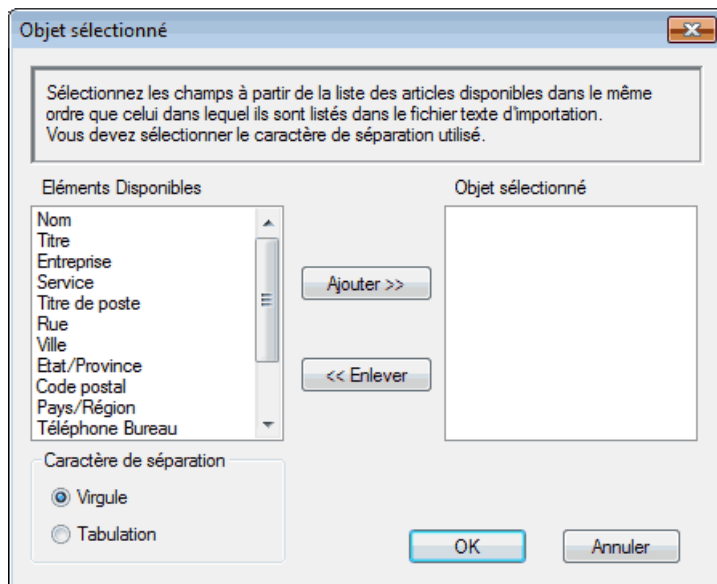 Objet sélectionné
Sélectionnez les champs à partir de la liste des articles disponibles dans le même
ordre que celui dans lequel ils sont listés dans le fichier texte d'importation.
Vous devez sélectionner le caractère de séparation utilisé.
Eléments Disponibles
Nom
Titre
Entreprise
Service
Titre de poste
Rue
Ville
Etat/Province
Code postal
Pays/Région
Téléphone Bureau
Ajouter >>
<< Enlever
Objet sélectionné
Caractère de séparation
Virgule
Tabulation
OK
Annuler